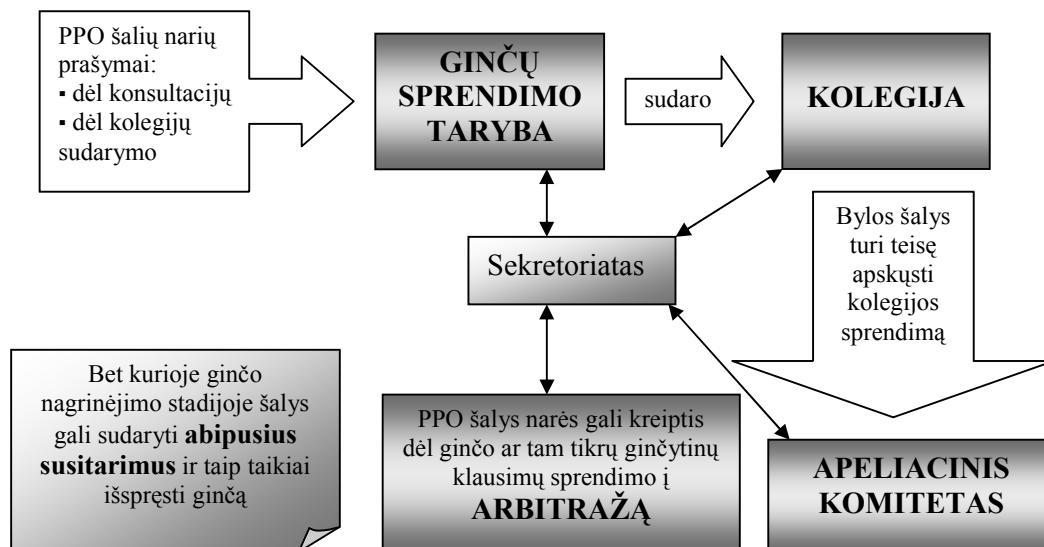 PPO šalių narių
prašymai:
▪ dėl konsultacijų
▪ dėl kolegijų
sudarymo
GINČŲ
SPRENDIMO
TARYBA
sudaro
KOLEGIJA
Sekretoriatas
Bylos šalys
turi teisę
apskųsti
kolegijos
sprendimą
Bet kurioje ginčo
nagrinėjimo stadijoje šalys
gali sudaryti abipusius
susitarimus ir taip taikiai
išspręsti ginčą
PPO šalys narės gali kreiptis
dėl ginčo ar tam tikrų ginčytinų
klausimų sprendimo į
ARBITRAŽĄ
APELIACINIS
KOMITETAS